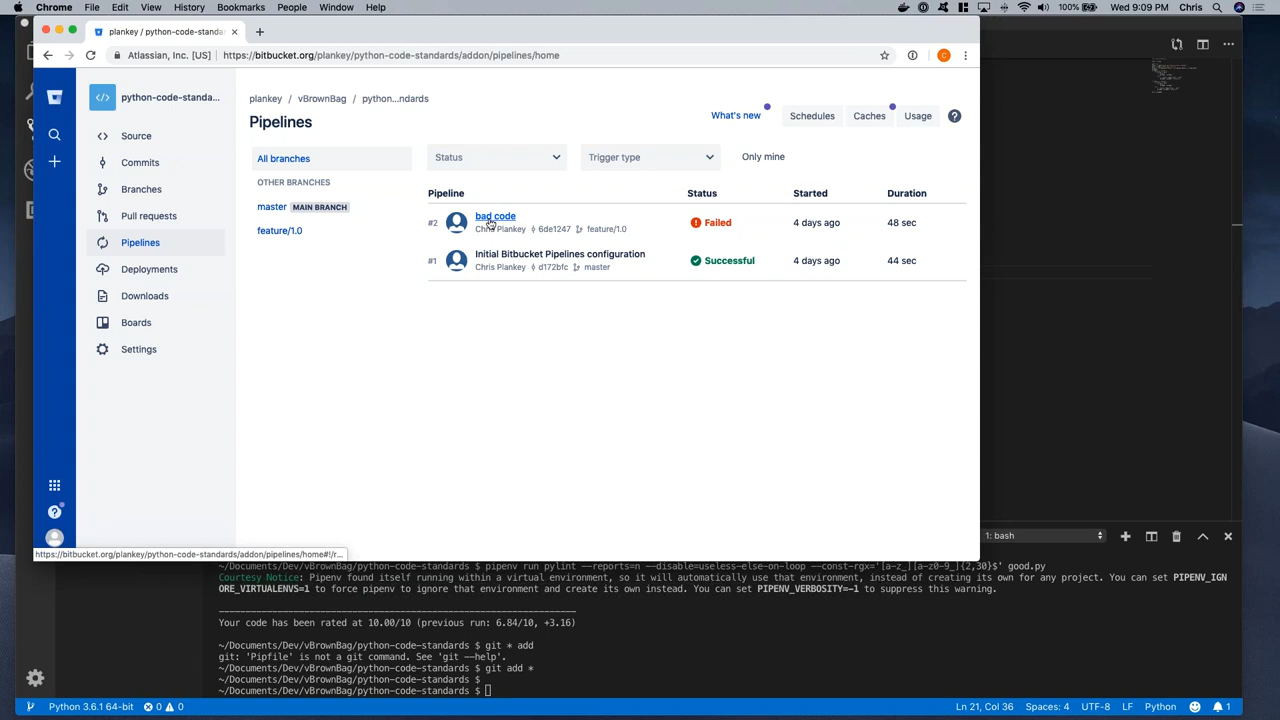 Chrome File Edit View History Bookmarks People Window Help 100% Wed 9:09 PM Chris
plankey / python-code-standar
Atlassian, Inc. [US] https://bitbucket.org/plankey/python-code-standards/addon/pipelines/home C
python-code-standa...
Source
Commits
Branches
Pull requests
Pipelines
Deployments
Downloads
Boards
Settings
plankey / vBrownBag / python...ndards
Pipelines
What's new Schedules Caches Usage
All branches
OTHER BRANCHES
master MAIN BRANCH
feature/1.0
Status Trigger type Only mine
Pipeline Status Started Duration
#2 bad code Failed 4 days ago 48 sec
Chris Plankey 6de1247 feature/1.0
#1 Initial Bitbucket Pipelines configuration Successful 4 days ago 44 sec
Chris Plankey d172bfc master
https://bitbucket.org/plankey/python-code-standards/addon/pipelines/home#!/r...
1: bash
~/Documents/Dev/vBrownBag/python-code-standards $ pipenv run pylint --reports=n --disable=useless-else-on-loop --const-rgx='[a-z_][a-z0-9_]{2,30}$' good.py
Courtesy Notice: Pipenv found itself running within a virtual environment, so it will automatically use that environment, instead of creating its own for any project. You can set PIPENV_IGN
ORE_VIRTUALENVS=1 to force pipenv to ignore that environment and create its own instead. You can set PIPENV_VERBOSITY=-1 to suppress this warning.
--------------------------------------------------------------------
Your code has been rated at 10.00/10 (previous run: 6.84/10, +3.16)
~/Documents/Dev/vBrownBag/python-code-standards $ git * add
git: 'Pipfile' is not a git command. See 'git --help'.
~/Documents/Dev/vBrownBag/python-code-standards $ git add *
~/Documents/Dev/vBrownBag/python-code-standards $
~/Documents/Dev/vBrownBag/python-code-standards $
Python 3.6.1 64-bit 0 0 Ln 21, Col 36 Spaces: 4 UTF-8 LF Python 1